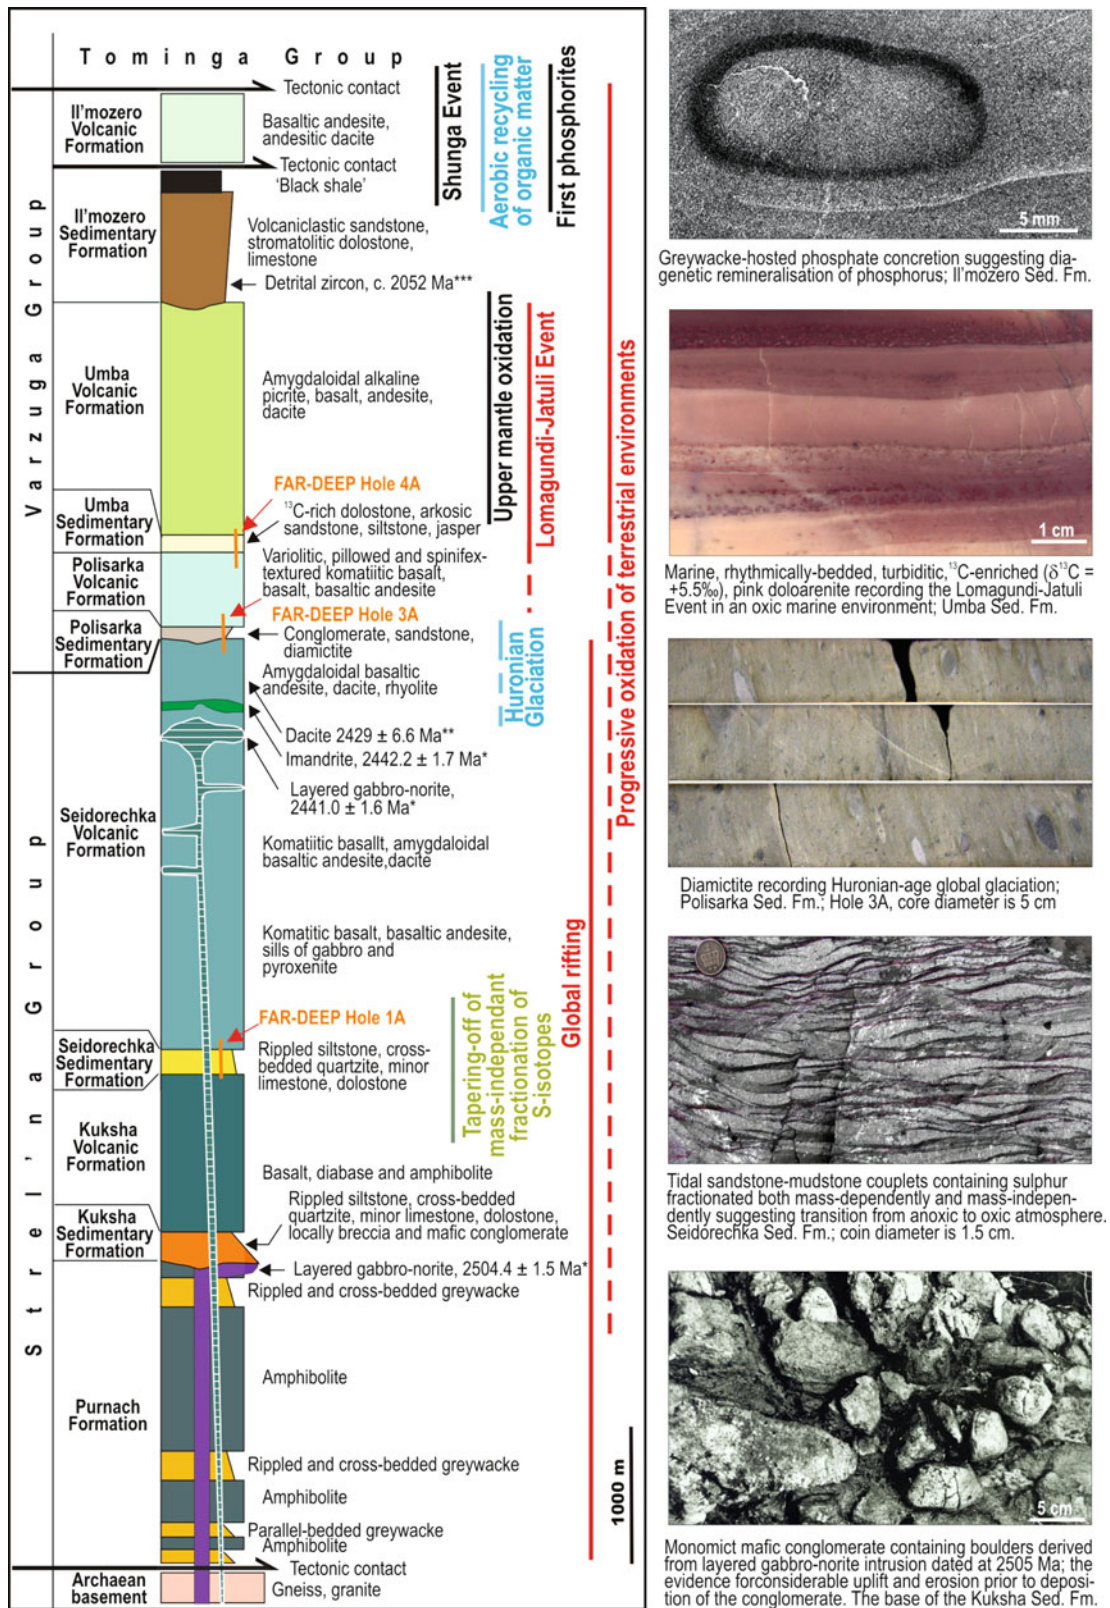 Tominga Group
Tectonic contact
Il'mozero
Volcanic
Formation
Basaltic andesite,
andesitic dacite
Tectonic contact
'Black shale'
Il'mozero
Sedimentary
Formation
Volcaniclastic sandstone,
stromatolitic dolostone,
limestone
Detrital zircon, c. 2052 Ma***
Umba
Volcanic
Formation
Amygdaloidal alkaline
picrite, basalt, andesite,
dacite
FAR-DEEP Hole 4A
Umba
Sedimentary
Formation
13C-rich dolostone, arkosic
sandstone, siltstone, jasper
Polisarka
Volcanic
Formation
Variolitic, pillowed and spinifex-
textured komatiitic basalt,
basalt, basaltic andesite
FAR-DEEP Hole 3A
Polisarka
Sedimentary
Formation
Conglomerate, sandstone,
diamictite
Amygdaloidal basaltic
andesite, dacite, rhyolite
Dacite 2429 ± 6.6 Ma**
Imandrite, 2442.2 ± 1.7 Ma*
Layered gabbro-norite,
2441.0 ± 1.6 Ma*
Seidorechka
Volcanic
Formation
Komatiitic basallt, amygdaloidal
basaltic andesite,dacite
Komatitic basalt, basaltic andesite,
sills of gabbro and
pyroxenite
FAR-DEEP Hole 1A
Seidorechka
Sedimentary
Formation
Rippled siltstone, cross-
bedded quartzite, minor
limestone, dolostone
Kuksha
Volcanic
Formation
Basalt, diabase and amphibolite
Kuksha
Sedimentary
Formation
Rippled siltstone, cross-bedded
quartzite, minor limestone, dolostone,
locally breccia and mafic conglomerate
Layered gabbro-norite, 2504.4 ± 1.5 Ma*
Rippled and cross-bedded greywacke
Purnach
Formation
Amphibolite
Rippled and cross-bedded greywacke
Amphibolite
Parallel-bedded greywacke
Amphibolite
Tectonic contact
Archaean
basement
Gneiss, granite
Varzuga Group
Strel'na Group
Shunga Event
Aerobic recycling
of organic matter
First phosphorites
Upper mantle oxidation
Lomagundi-Jatuli Event
Huronian
Glaciation
Progressive oxidation of terrestrial environments
Global rifting
Tapering-off of
mass-independant
fractionation of
S-isotopes
1000 m
5 mm
Greywacke-hosted phosphate concretion suggesting dia-
genetic remineralisation of phosphorus; Il'mozero Sed. Fm.
1 cm
Marine, rhythmically-bedded, turbiditic,13C-enriched (δ13C =
+5.5‰), pink doloarenite recording the Lomagundi-Jatuli
Event in an oxic marine environment; Umba Sed. Fm.
Diamictite recording Huronian-age global glaciation;
Polisarka Sed. Fm.; Hole 3A, core diameter is 5 cm
Tidal sandstone-mudstone couplets containing sulphur
fractionated both mass-dependently and mass-indepen-
dently suggesting transition from anoxic to oxic atmosphere.
Seidorechka Sed. Fm.; coin diameter is 1.5 cm.
5 cm
Monomict mafic conglomerate containing boulders derived
from layered gabbro-norite intrusion dated at 2505 Ma; the
evidence forconsiderable uplift and erosion prior to deposi-
tion of the conglomerate. The base of the Kuksha Sed. Fm.